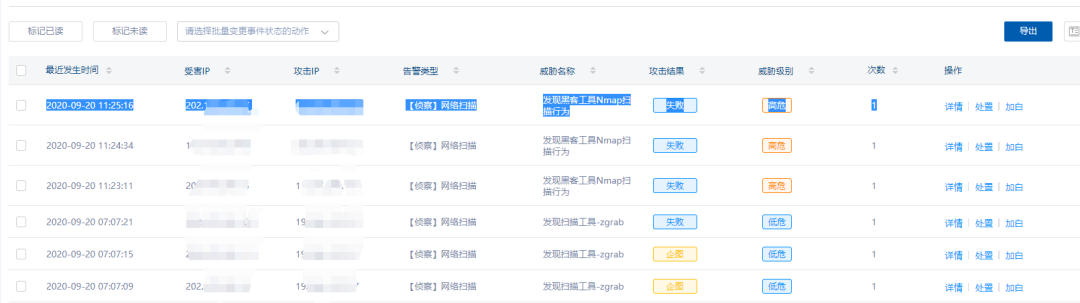 标记已读 标记未读 请选择批量变更事件状态的动作 导出
最近发生时间 受害IP 攻击IP 告警类型 威胁名称 攻击结果 威胁级别 次数 操作
2020-09-20 11:25:16 202. 【侦察】网络扫描 发现黑客工具Nmap扫 失败 高危 1 详情 处置 加白
描行为
2020-09-20 11:24:34 1 【侦察】网络扫描 发现黑客工具Nmap扫 失败 高危 1 详情 处置 加白
描行为
2020-09-20 11:23:11 20 【侦察】网络扫描 发现黑客工具Nmap扫 失败 高危 1 详情 处置 加白
描行为
2020-09-20 07:07:21 19 【侦察】网络扫描 发现扫描工具-zgrab 失败 低危 1 详情 处置 加白
2020-09-20 07:07:15 19 【侦察】网络扫描 发现扫描工具-zgrab 企图 低危 1 详情 处置 加白
2020-09-20 07:07:09 202. 19 【侦察】网络扫描 发现扫描工具-zgrab 企图 低危 1 详情 处置 加白